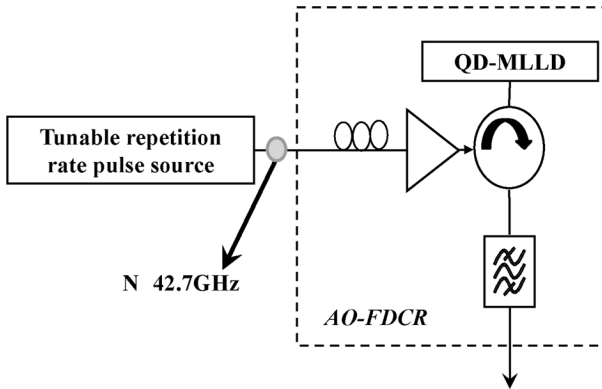 QD-MLLD
Tunable repetition
rate pulse source
N 42.7GHz
AO-FDCR